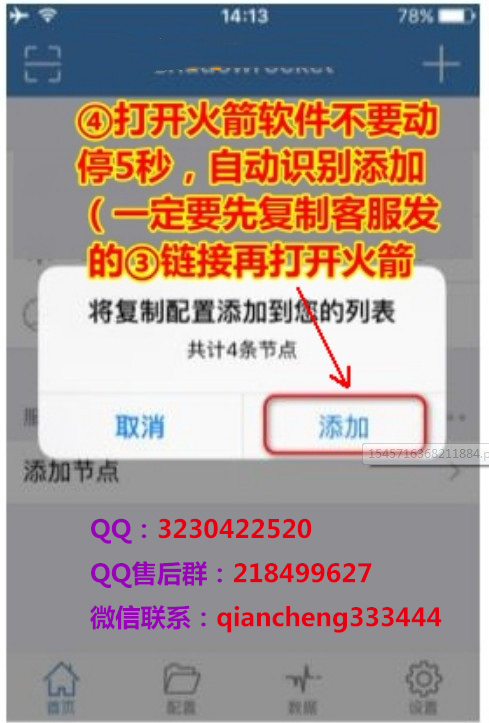 14:13
78%
④打开火箭软件不要动
停5秒，自动识别添加
（一定要先复制客服发
的③链接再打开火箭
将复制配置添加到您的列表
共计4条节点
取消
添加
1545716368211884.p
添加节点
QQ：3230422520
QQ售后群：218499627
微信联系：qiancheng333444
首页
配置
数据
设置